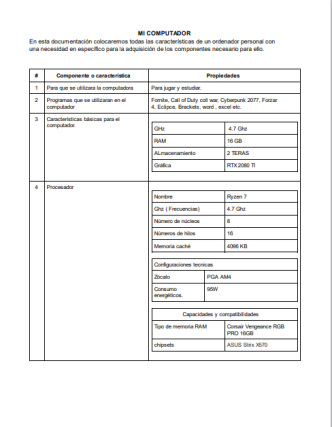 MI COMPUTADOR
En esta documentación colocaremos todas las características de un ordenador personal con
una necesidad en específico para la adquisición de los componentes necesario para ello.
# Componente o característica Propiedades
1 Para que se utilizara la computadora Para jugar y estudiar.
2 Programas que se utilizaran en el computador Fornite, Call of Duty coll war, Cyberpunk 2077, Forzar
4, Eclipce, Brackets, word , excel etc.
3 Características básicas para el
computador.
GHz 4.7 Ghz
RAM 16 GB
ALmacenamiento 2 TERAS
Gráfica RTX 2080 TI
4 Procesador
Nombre Ryzen 7
Ghz ( Frecuencias) 4.7 Ghz
Número de núcleos 8
Números de hilos 16
Memoria caché 4096 KB
Configuraciones tecnicas
Zócalo PGA AM4
Consumo
energéticos.
95W
Capacidades y compatibilidades
Tipo de memoria RAM Corsair Vengeance RGB
PRO 16GB
chipsets ASUS Strix X570